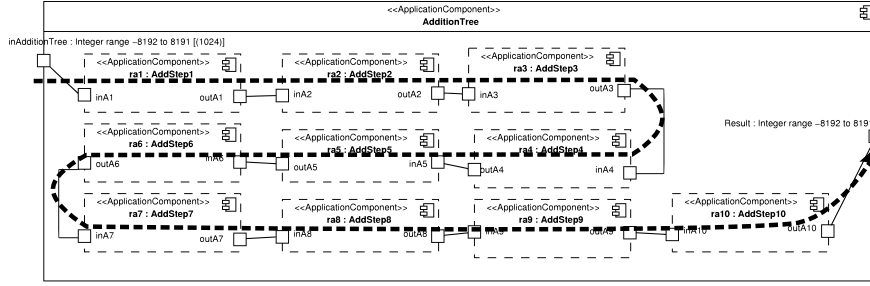 <<ApplicationComponent>>
AdditionTree
inAdditionTree : Integer range −8192 to 8191 [(1024)]
<<ApplicationComponent>>
ra1 : AddStep1
inA1
outA1
<<ApplicationComponent>>
ra2 : AddStep2
inA2
outA2
<<ApplicationComponent>>
ra3 : AddStep3
inA3
outA3
Result : Integer range −8192 to 819
<<ApplicationComponent>>
ra6 : AddStep6
outA6
inA6
<<ApplicationComponent>>
ra5 : AddStep5
outA5
inA5
<<ApplicationComponent>>
ra4 : AddStep4
outA4
inA4
<<ApplicationComponent>>
ra7 : AddStep7
inA7
outA7
<<ApplicationComponent>>
ra8 : AddStep8
inA8
outA8
<<ApplicationComponent>>
ra9 : AddStep9
inA9
outA9
<<ApplicationComponent>>
ra10 : AddStep10
inA10
outA10